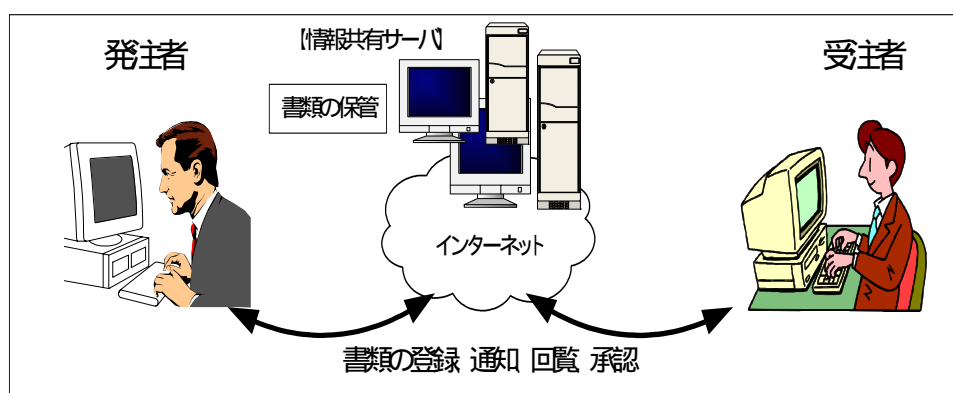 発注者
【情報共有サーバ】
受注者
書類の保管
インターネット
書類の登録、通知、回覧、承認